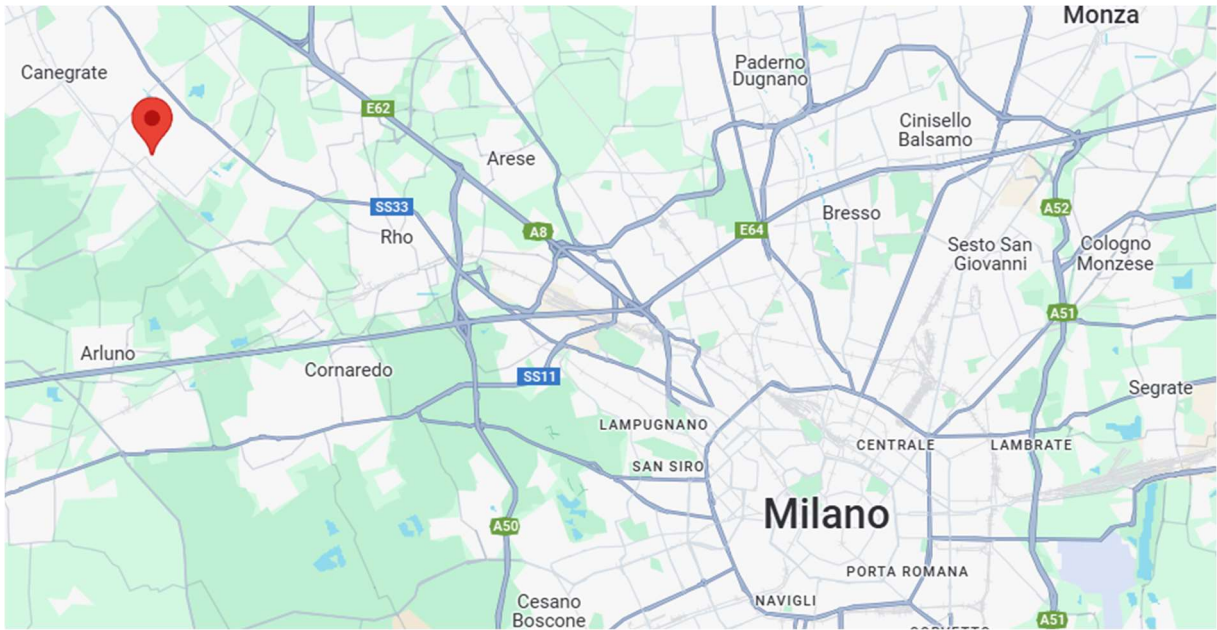 Monza
Canegrate
Paderno
Dugnano
E62
Cinisello
Balsamo
Arese
SS33
A52
Bresso
Rho
A8
E64
Sesto San
Giovanni
Cologno
Monzese
A51
Arluno
Cornaredo
SS11
Segrate
LAMPUGNANO
CENTRALE
LAMBRATE
SAN SIRO
Milano
A50
PORTA ROMANA
Cesano
Boscone
NAVIGLI
A51